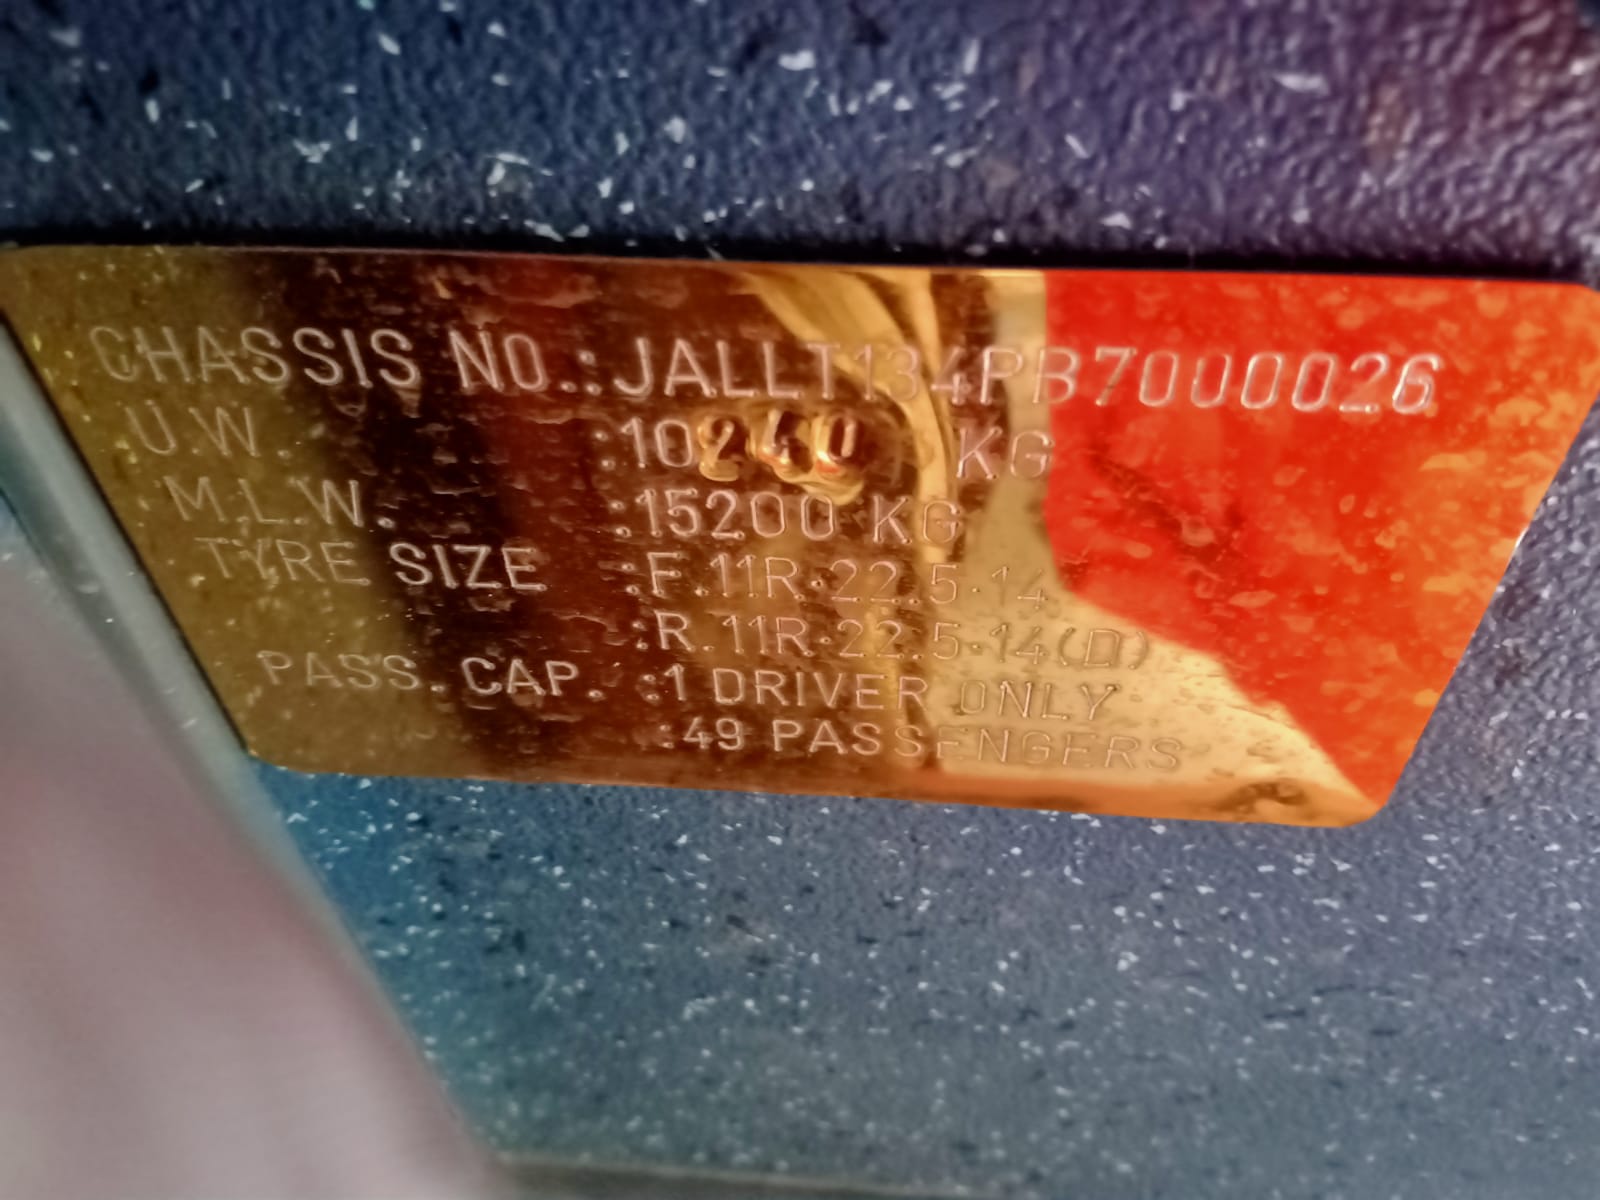 CHASSIS NO.:JALLT134PB7000026
U.W. :10240 KG
M.L.W. :15200 KG
TYRE SIZE :F.11R·22.5·14
:R.11R·22.5·14(D)
PASS. CAP. :1 DRIVER ONLY
:49 PASSENGERS